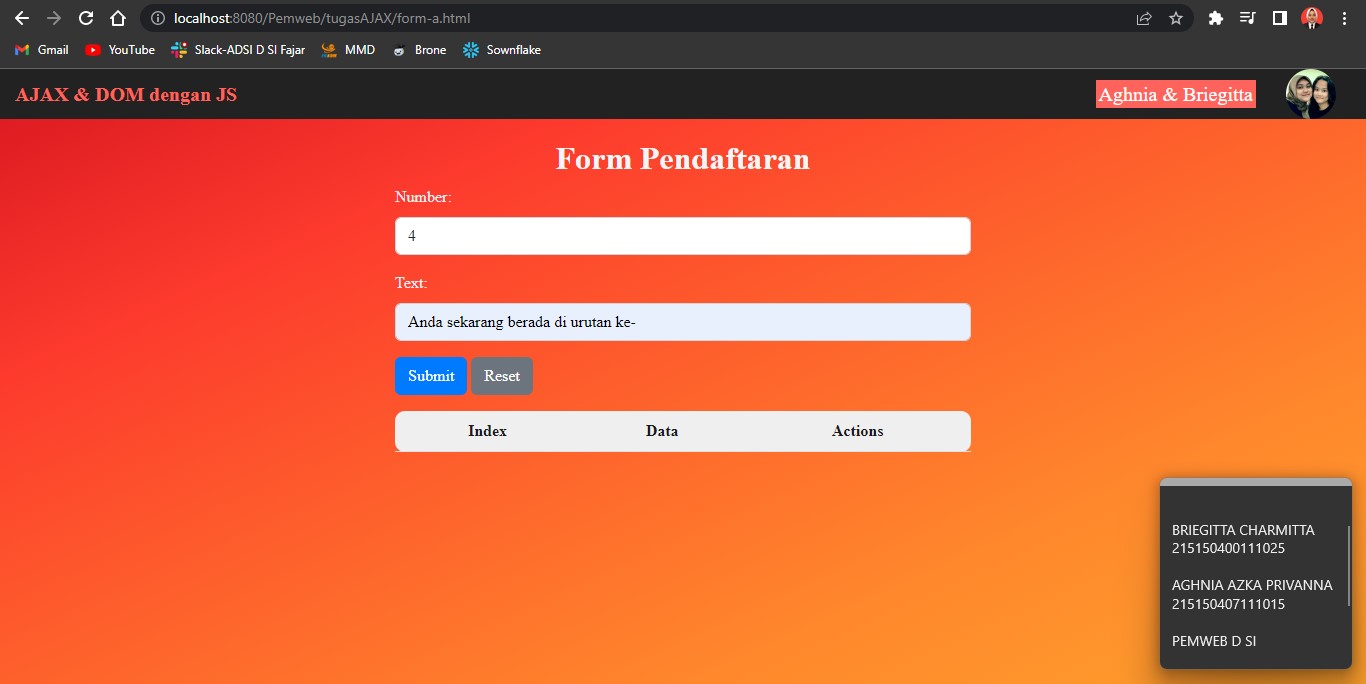 localhost:8080/Pemweb/tugasAJAX/form-a.html
Gmail YouTube Slack-ADSI D SI Fajar MMD Brone Sownflake
AJAX & DOM dengan JS Aghnia & Briegitta
Form Pendaftaran
Number:
4
Text:
Anda sekarang berada di urutan ke-
Submit Reset
Index Data Actions
BRIEGITTA CHARMITTA
215150400111025
AGHNIA AZKA PRIVANNA
215150407111015
PEMWEB D SI